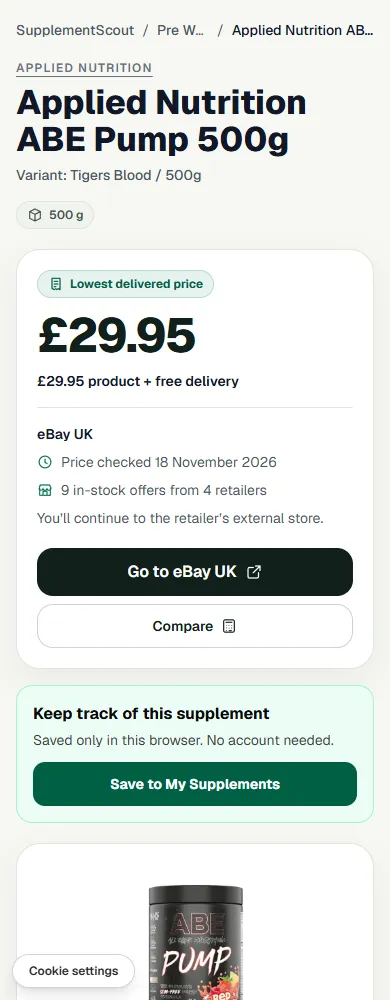 SupplementScout / Pre W... / Applied Nutrition AB...
APPLIED NUTRITION
Applied Nutrition
ABE Pump 500g
Variant: Tigers Blood / 500g
500 g
Lowest delivered price
£29.95
£29.95 product + free delivery
eBay UK
Price checked 18 November 2026
9 in-stock offers from 4 retailers
You'll continue to the retailer's external store.
Go to eBay UK
Compare
Keep track of this supplement
Saved only in this browser. No account needed.
Save to My Supplements
ABE
PUMP
Cookie settings